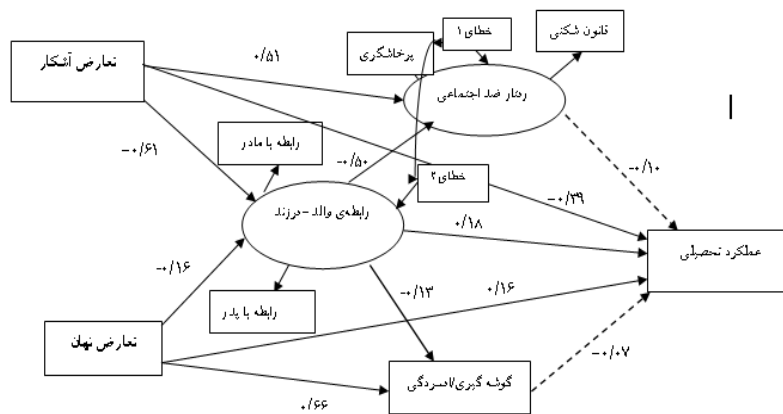 تعارض آشکار
۰/۵۱
پرخاشگری
خطای۱
قانون شکنی
رفتار ضد اجتماعی
−۰/۶۱
رابطه با مادر
−۰/۵۰
خطای۲
−۰/۱۰
−۰/۳۹
رابطه‌ی والد-فرزند
۰/۱۸
عملکرد تحصیلی
−۰/۱۶
رابطه با پدر
−۰/۱۳
۰/۱۶
تعارض نهان
گوشه گیری/افسردگی
−۰/۰۷
۰/۶۶